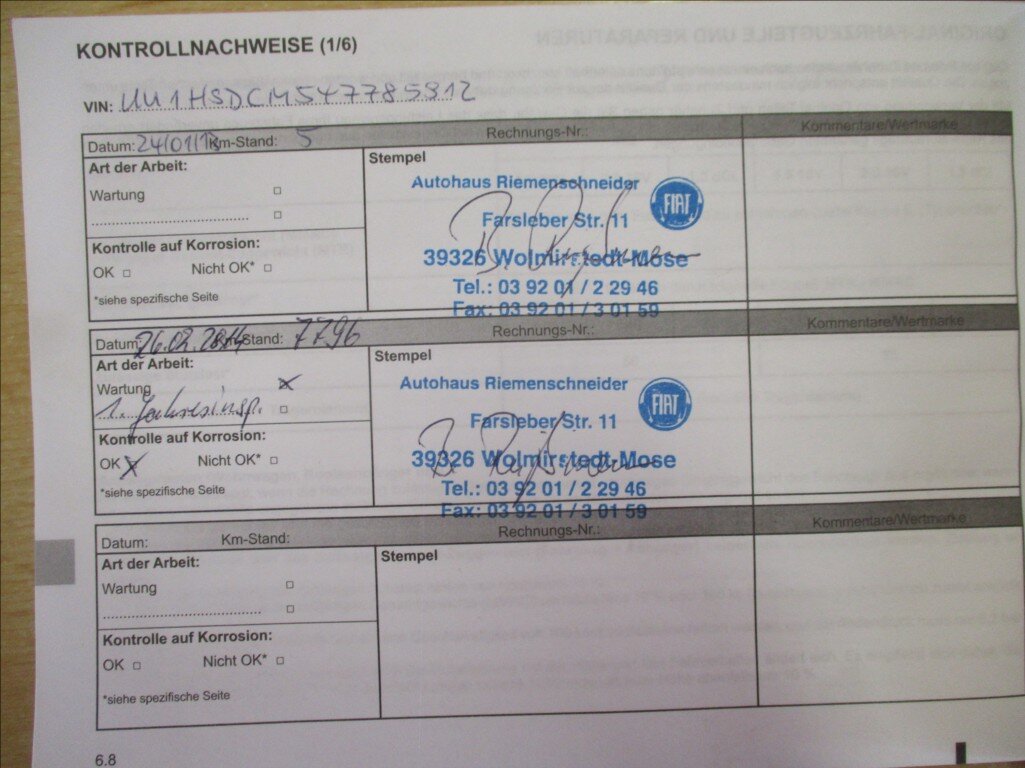 KONTROLLNACHWEISE (1/6)
VIN: UU1HSDCM547785912
Datum: 24/01/13 Km-Stand: 5 Rechnungs-Nr.: Kommentare/Wertmarke
Art der Arbeit: Stempel
Wartung
Kontrolle auf Korrosion:
OK Nicht OK*
*siehe spezifische Seite
Autohaus Riemenschneider FIAT
Farsleber Str. 11
39326 Wolmirstedt-Mose
Tel.: 03 92 01 / 2 29 46
Fax: 03 92 01 / 3 01 59
Datum: 26.02.2014 Km-Stand: 7796 Rechnungs-Nr.: Kommentare/Wertmarke
Art der Arbeit: Stempel
Wartung x
1. Jahresinsp.
Kontrolle auf Korrosion:
OK x Nicht OK*
*siehe spezifische Seite
Autohaus Riemenschneider FIAT
Farsleber Str. 11
39326 Wolmirstedt-Mose
Tel.: 03 92 01 / 2 29 46
Fax: 03 92 01 / 3 01 59
Datum: Km-Stand: Rechnungs-Nr.: Kommentare/Wertmarke
Art der Arbeit: Stempel
Wartung
Kontrolle auf Korrosion:
OK Nicht OK*
*siehe spezifische Seite
6.8